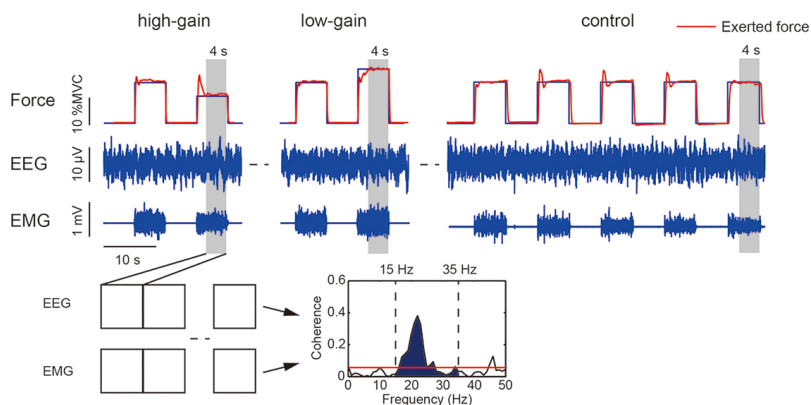 high-gain
low-gain
control
Exerted force
4 s
4 s
4 s
Force
10 %MVC
EEG
10 µV
EMG
1 mV
10 s
15 Hz
35 Hz
EEG
EMG
Coherence
0.6
0.4
0.2
0
0
10
20
30
40
50
Frequency (Hz)